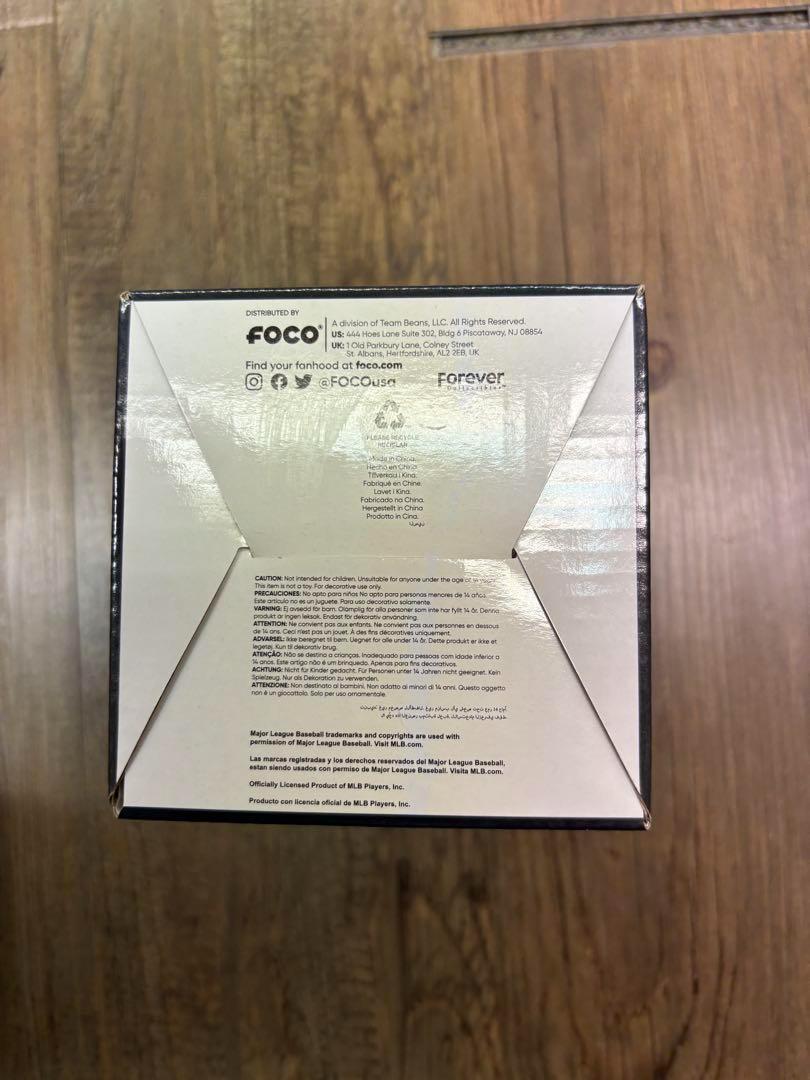 DISTRIBUTED BY
FOCO®
A division of Team Beans, LLC. All Rights Reserved.
US: 444 Hoes Lane Suite 302, Bldg 6 Piscataway, NJ 08854
UK: 1 Old Parkbury Lane, Colney Street
St. Albans, Hertfordshire, AL2 2EB, UK
Find your fanhood at foco.com
@FOCOusa
Forever
Collectibles™
PLEASE RECYCLE
RECICLAR
Made in China.
Hecho en China
Tillverkad i Kina.
Fabriqué en Chine.
Lavet i Kina.
Fabricado na China.
Hergestellt in China
Prodotto in Cina.
CAUTION: Not intended for children. Unsuitable for anyone under the age of 14 years.
This item is not a toy. For decorative use only.
PRECAUCIONES: No apto para niños No apto para personas menores de 14 años.
Este artículo no es un juguete. Para uso decorativo solamente.
VARNING: Ej avsedd för barn. Olämplig för alla personer som inte har fyllt 14 år. Denna
produkt är ingen leksak. Endast för dekorativ användning.
ATTENTION: Ne convient pas aux enfants. Ne convient pas aux personnes en dessous
de 14 ans. Ceci n'est pas un jouet. À des fins décoratives uniquement.
ADVARSEL: Ikke beregnet til børn. Uegnet for alle under 14 år. Dette produkt er ikke et
legetøj. Kun til dekorativ brug.
ATENÇÃO: Não se destina a crianças. Inadequado para pessoas com idade inferior a
14 anos. Este artigo não é um brinquedo. Apenas para fins decorativos.
ACHTUNG: Nicht für Kinder gedacht. Für Personen unter 14 Jahren nicht geeignet. Kein
Spielzeug. Nur als Dekoration zu verwenden.
ATTENZIONE: Non destinato ai bambini. Non adatto ai minori di 14 anni. Questo oggetto
non è un giocattolo. Solo per uso ornamentale.
Major League Baseball trademarks and copyrights are used with
permission of Major League Baseball. Visit MLB.com.
Las marcas registradas y los derechos reservados del Major League Baseball,
estan siendo usados con permiso de Major League Baseball. Visita MLB.com.
Officially Licensed Product of MLB Players, Inc.
Producto con licencia oficial de MLB Players, Inc.